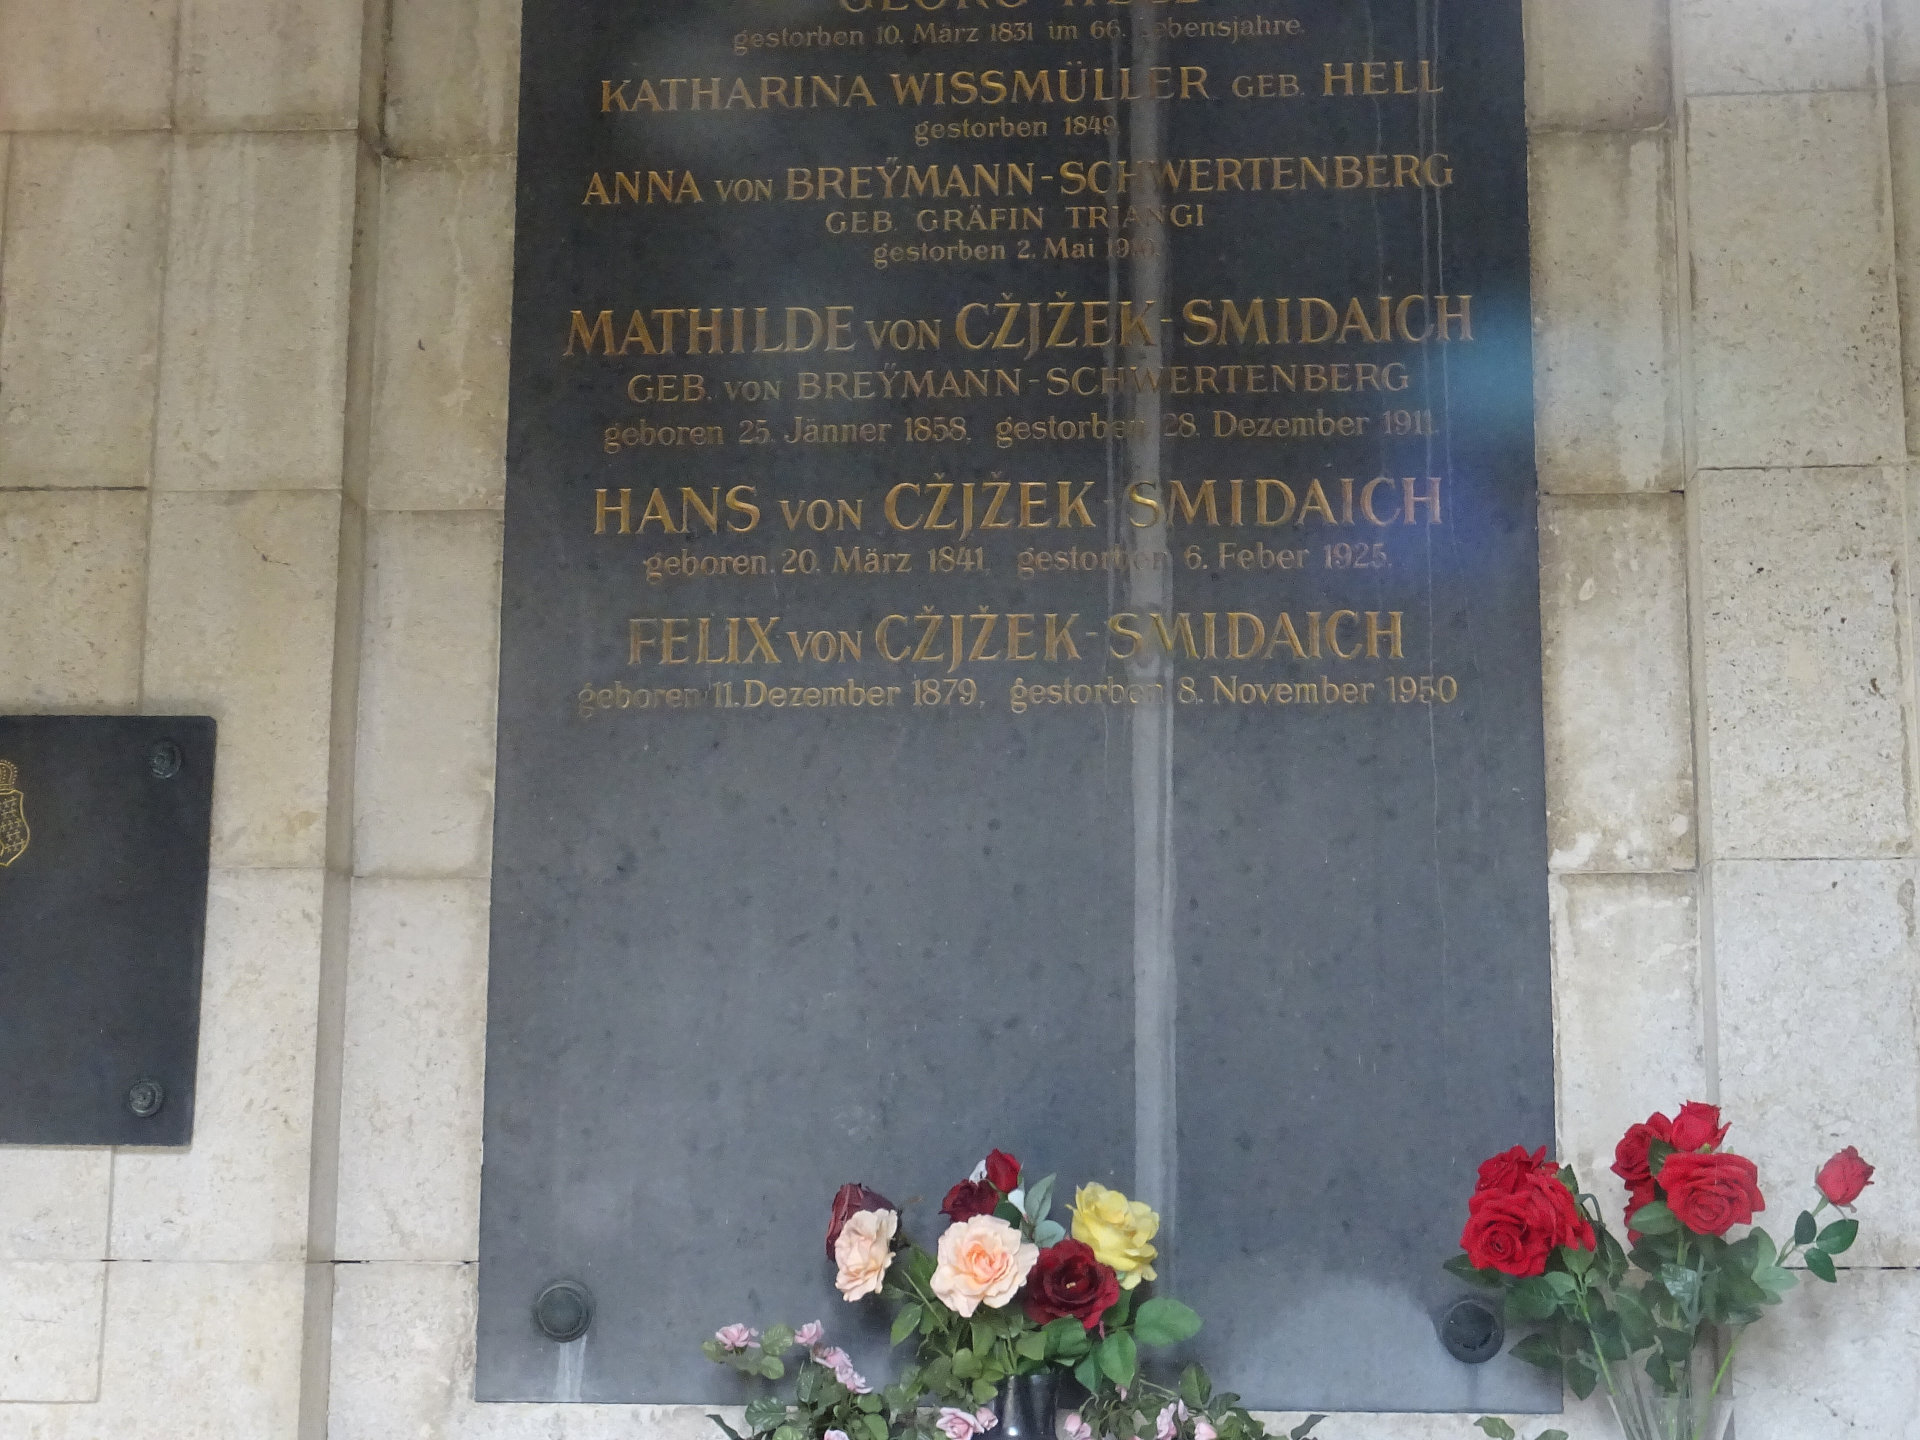 GEORG HELL
gestorben 10. März 1831 im 66. Lebensjahre.
KATHARINA WISSMÜLLER GEB. HELL
gestorben 1849.
ANNA VON BREŸMANN-SCHWERTENBERG
GEB. GRÄFIN TRIANGI
gestorben 2. Mai
MATHILDE VON CŽJŽEK-SMIDAICH
GEB. VON BREŸMANN-SCHWERTENBERG
geboren 25. Jänner 1858, gestorben 28. Dezember 1911.
HANS VON CŽJŽEK-SMIDAICH
geboren 20. März 1841, gestorben 6. Feber 1925.
FELIX VON CŽJŽEK-SMIDAICH
geboren 11. Dezember 1879, gestorben 8. November 1950